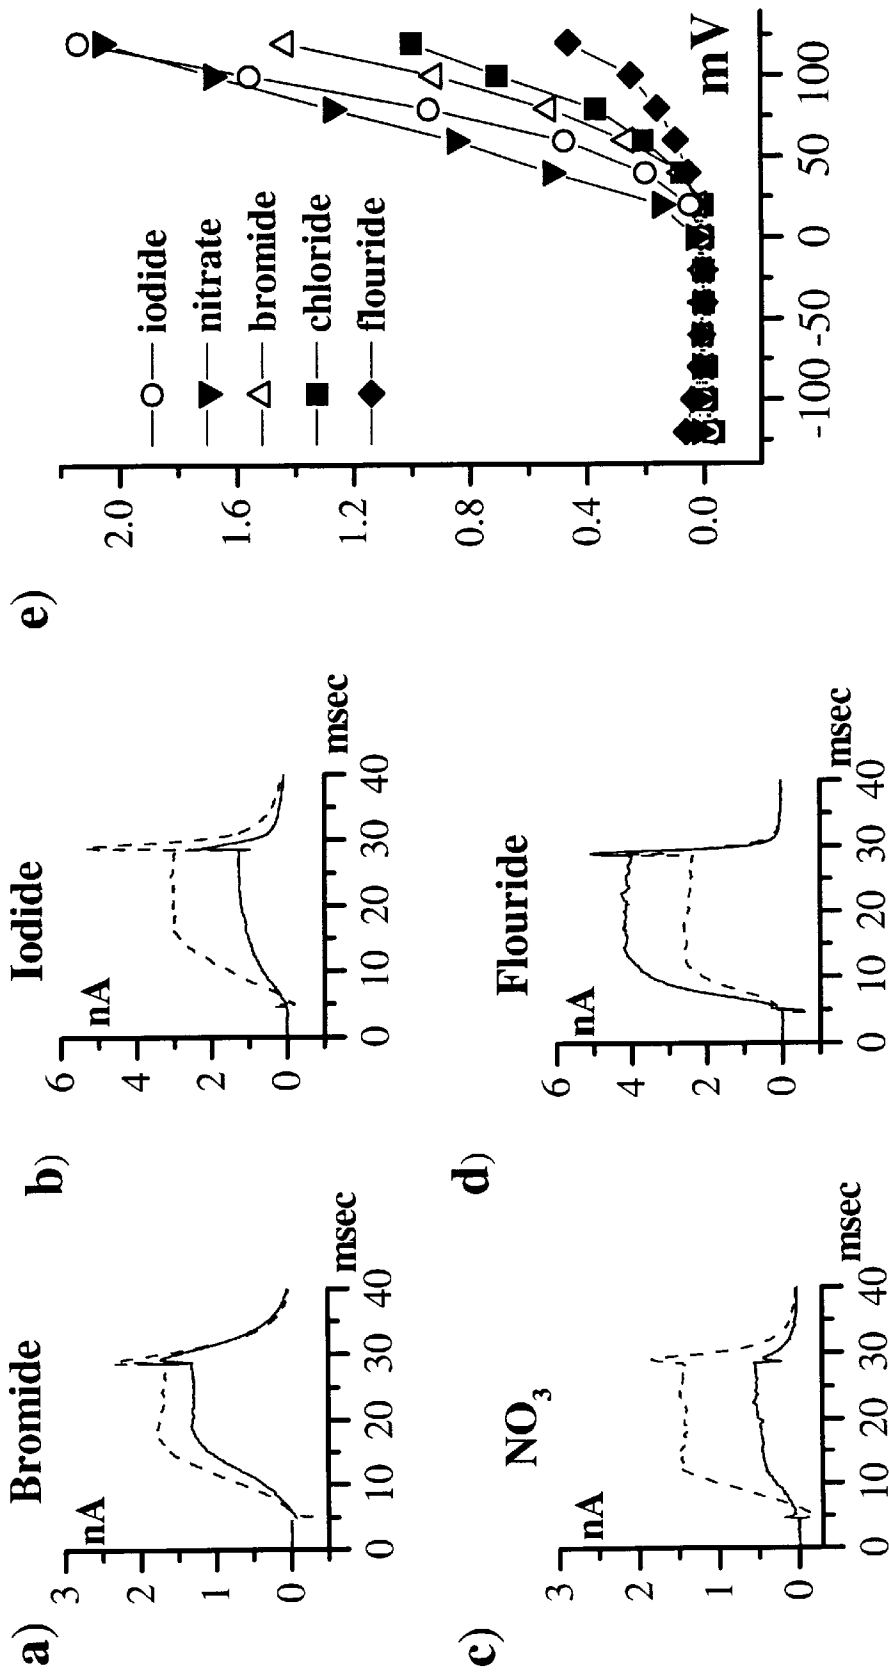 a)
Bromide
nA
3
2
1
0
0 10 20 30 40
msec
b)
Iodide
nA
6
4
2
0
0 10 20 30 40
msec
c)
NO3
nA
3
2
1
0
0 10 20 30 40
msec
d)
Flouride
nA
6
4
2
0
0 10 20 30 40
msec
e)
iodide
nitrate
bromide
chloride
flouride
2.0
1.6
1.2
0.8
0.4
0.0
-100 -50 0 50 100
mV